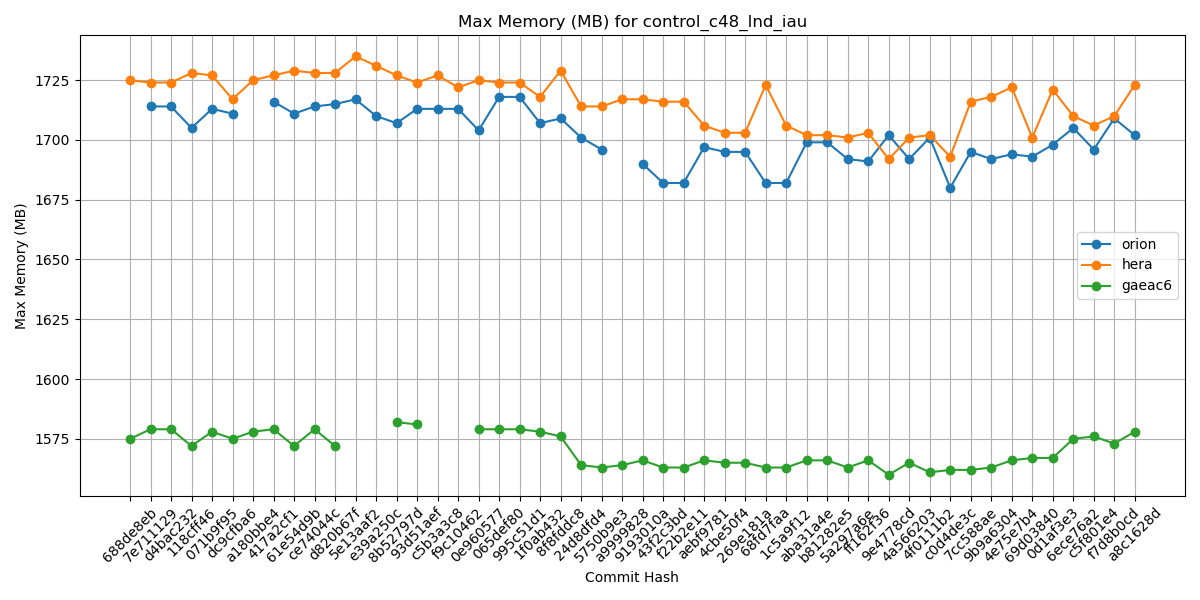 Max Memory (MB) for control_c48_lnd_iau
Max Memory (MB)
1725
1700
1675
1650
1625
1600
1575
orion
hera
gaeac6
688de8eb
7e711129
d4bac232
118cff46
071b9f95
dc9cfba6
a180bbe4
417a2cf1
61e54d9b
ce74044c
d820b67f
5e13aaf2
e39a250c
8b52797d
93d51aef
c5b3a3c8
f9c10462
0e960577
065def80
995c51d1
1f0ab432
8f6fddc8
24d8dfd4
5750b9e3
a9999828
9193010a
43f2c3bd
f22b2e11
aebf9781
4cbe50f4
269e181a
68fd7faa
1c5a9f12
aba31a4e
b81282e5
5a297a6e
ff162f36
9e4778cd
4a566203
4f0111b2
c0d4de3c
7cc588ae
9b9a6304
4e75e7b4
69d03840
0d1af3e3
6ece76a2
c5f801e4
f7d8b0cd
a8c1628d
Commit Hash